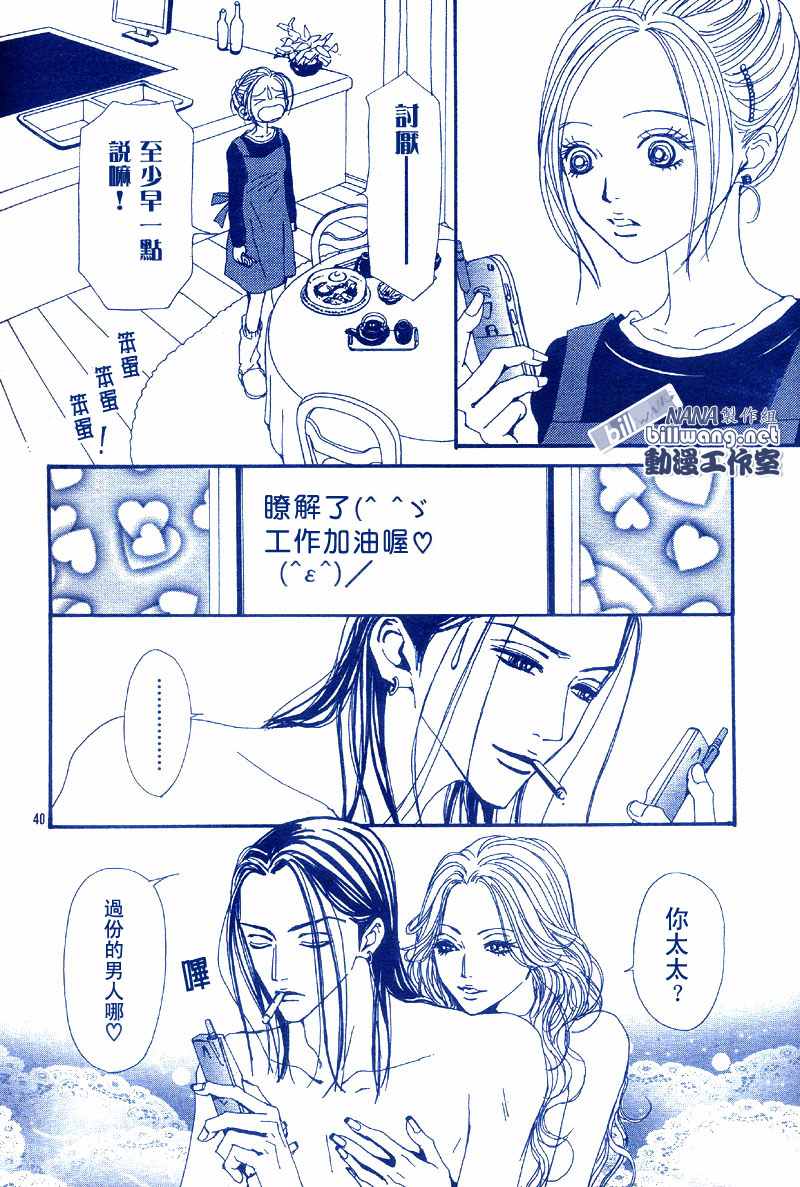 討厭——
至少早一點
說嘛！
笨蛋
笨蛋
笨蛋！
bill
NANA製作組
billwang.net
動漫工作室
瞭解了(^ ^ゞ
工作加油喔♡
(^ε^)／
………
40
你太太？
嗶
過份的男人哪♡